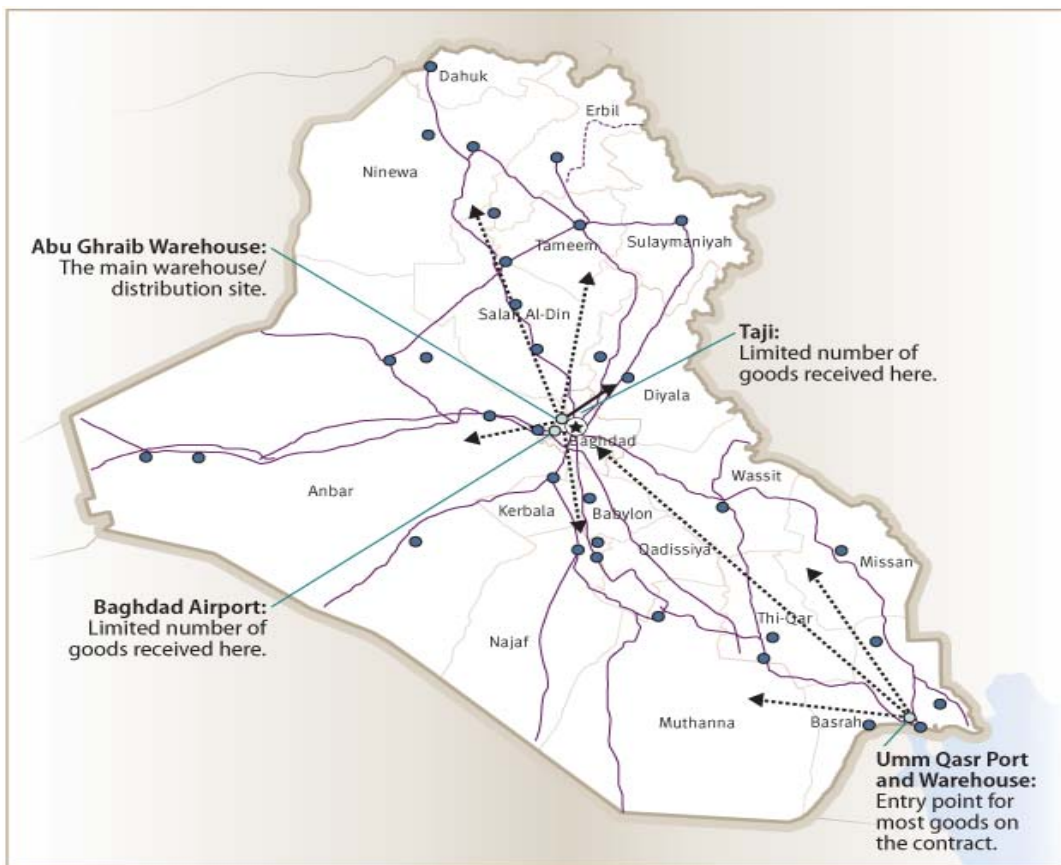 Dahuk
Erbil
Ninewa
Abu Ghraib Warehouse:
The main warehouse/
distribution site.
Tameem
Sulaymaniyah
Salah Al-Din
Taji:
Limited number of
goods received here.
Diyala
Baghdad
Wassit
Anbar
Kerbala
Babylon
Qadissiya
Missan
Baghdad Airport:
Limited number of
goods received here.
Najaf
Thi-Qar
Muthanna
Basrah
Umm Qasr Port
and Warehouse:
Entry point for
most goods on
the contract.